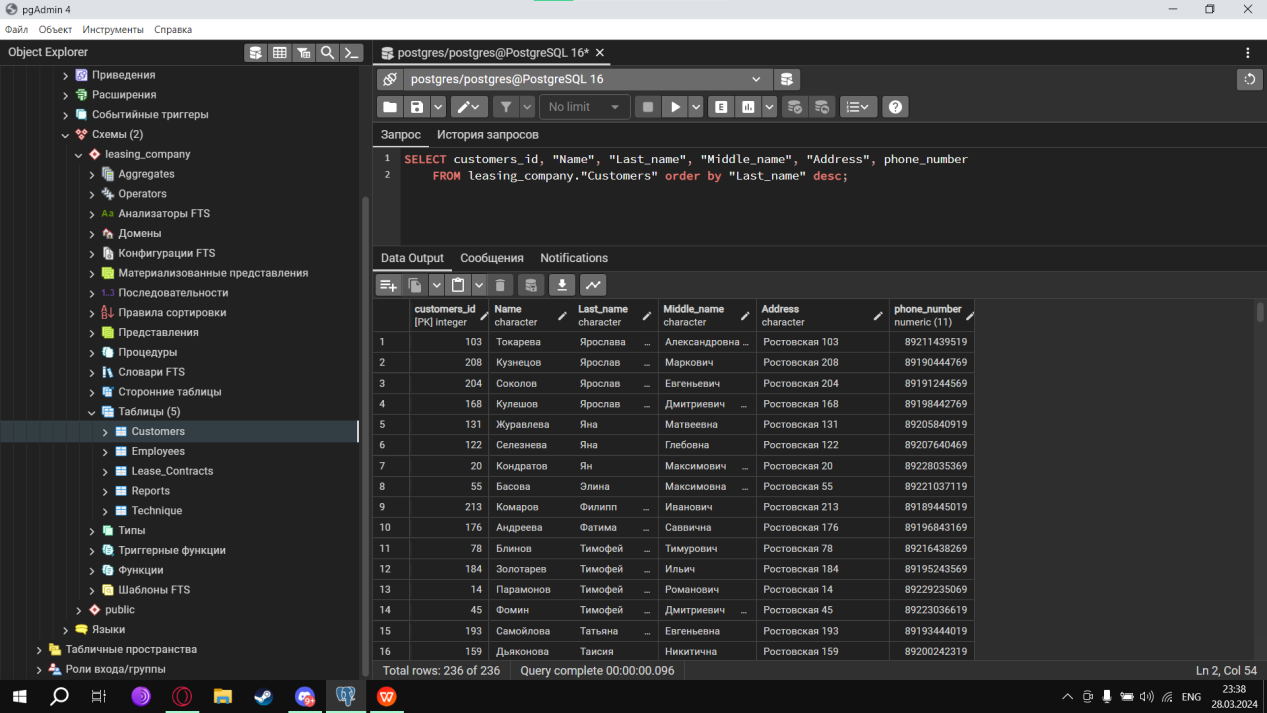 pgAdmin 4
Файл Объект Инструменты Справка
Object Explorer
postgres/postgres@PostgreSQL 16*
Приведения
Расширения
Событийные триггеры
Схемы (2)
leasing_company
Aggregates
Operators
Аа Анализаторы FTS
Домены
Конфигурации FTS
Материализованные представления
1..3 Последовательности
Правила сортировки
Представления
Процедуры
Словари FTS
Сторонние таблицы
Таблицы (5)
Customers
Employees
Lease_Contracts
Reports
Technique
Типы
Триггерные функции
Функции
Шаблоны FTS
public
Языки
Табличные пространства
Роли входа/группы
postgres/postgres@PostgreSQL 16
No limit
E
Запрос История запросов
1 SELECT customers_id, "Name", "Last_name", "Middle_name", "Address", phone_number
2 FROM leasing_company."Customers" order by "Last_name" desc;
Data Output Сообщения Notifications
customers_id Name Last_name Middle_name Address phone_number
[PK] integer character character character character numeric (11)
1 103 Токарева Ярослава ... Александровна ... Ростовская 103 89211439519
2 208 Кузнецов Ярослав ... Маркович Ростовская 208 89190444769
3 204 Соколов Ярослав ... Евгеньевич Ростовская 204 89191244569
4 168 Кулешов Ярослав ... Дмитриевич ... Ростовская 168 89198442769
5 131 Журавлева Яна Матвеевна Ростовская 131 89205840919
6 122 Селезнева Яна Глебовна Ростовская 122 89207640469
7 20 Кондратов Ян Максимович ... Ростовская 20 89228035369
8 55 Басова Элина Максимовна ... Ростовская 55 89221037119
9 213 Комаров Филипп ... Иванович Ростовская 213 89189445019
10 176 Андреева Фатима ... Саввична Ростовская 176 89196843169
11 78 Блинов Тимофей ... Тимурович Ростовская 78 89216438269
12 184 Золотарев Тимофей ... Ильич Ростовская 184 89195243569
13 14 Парамонов Тимофей ... Романович Ростовская 14 89229235069
14 45 Фомин Тимофей ... Дмитриевич ... Ростовская 45 89223036619
15 193 Самойлова Татьяна ... Евгеньевна Ростовская 193 89193444019
16 159 Дьяконова Таисия Никитична Ростовская 159 89200242319
Total rows: 236 of 236 Query complete 00:00:00.096 Ln 2, Col 54
ENG
23:38
28.03.2024